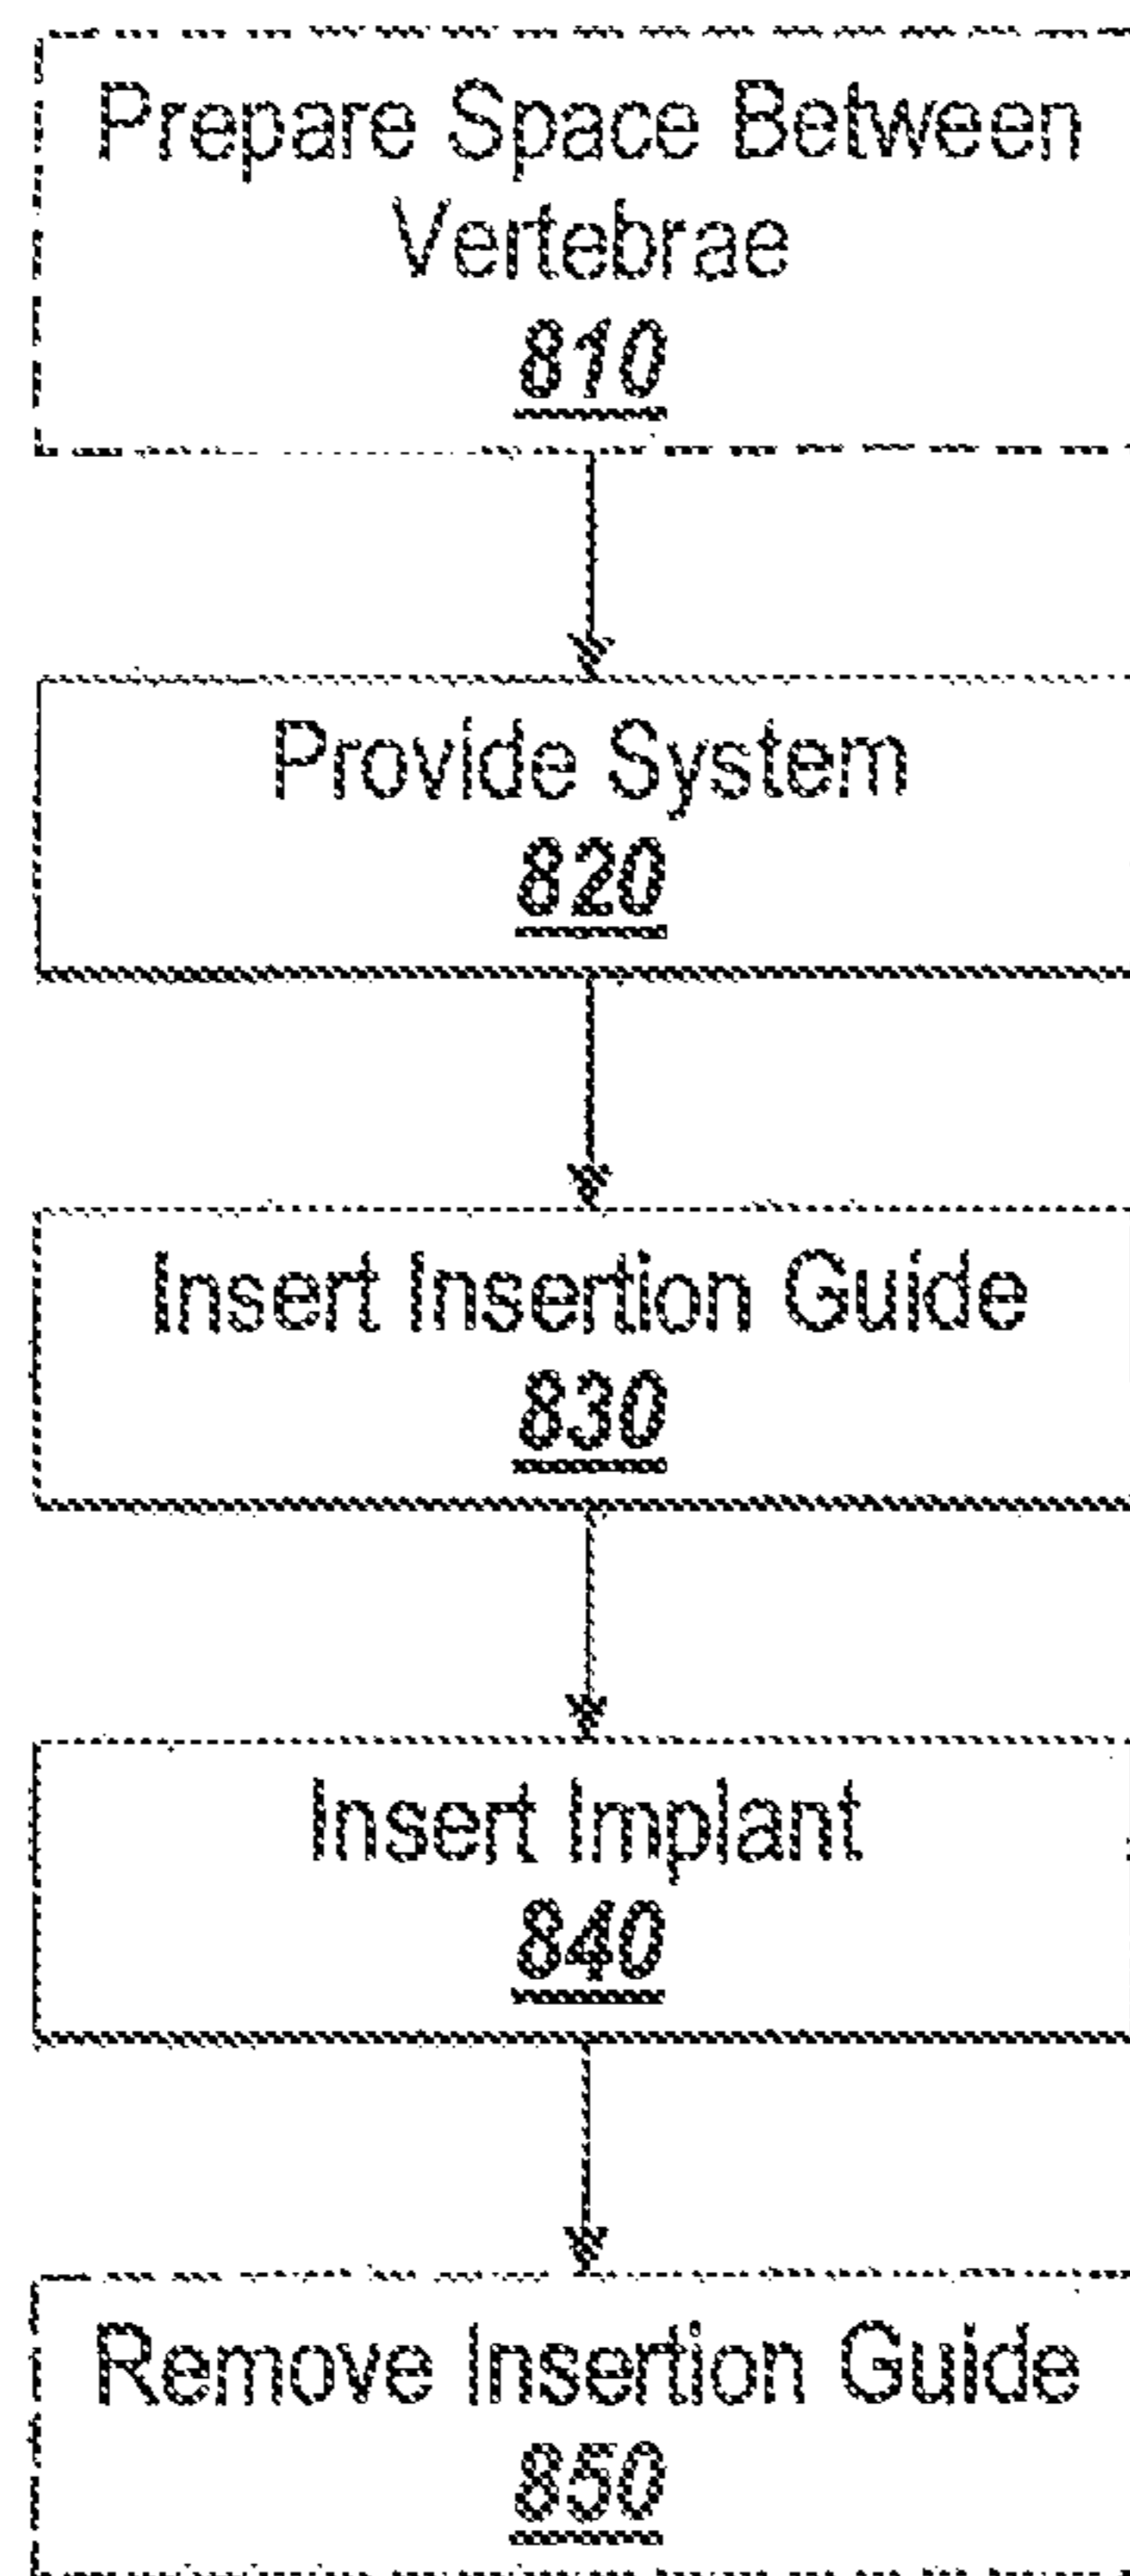 Prepare Space Between
Vertebrae
810
Provide System
820
Insert Insertion Guide
830
Insert Implant
840
Remove Insertion Guide
850